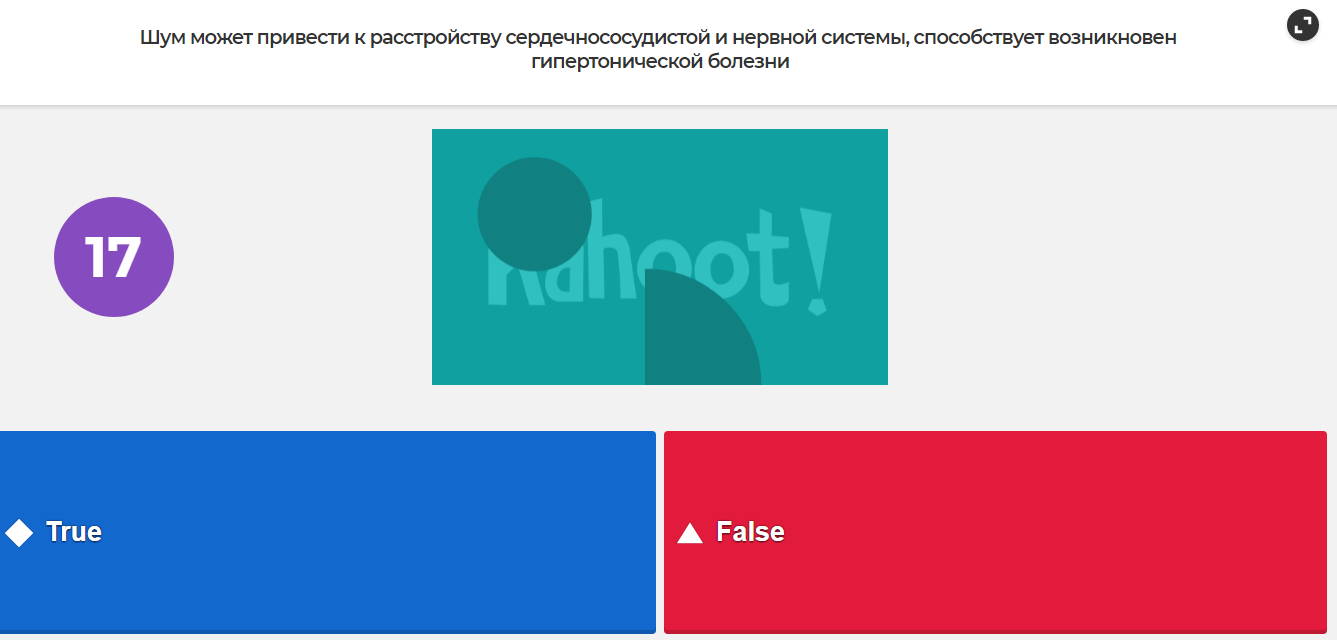 Шум может привести к расстройству сердечнососудистой и нервной системы, способствует возникновен
гипертонической болезни
17
Kahoot!
True
False